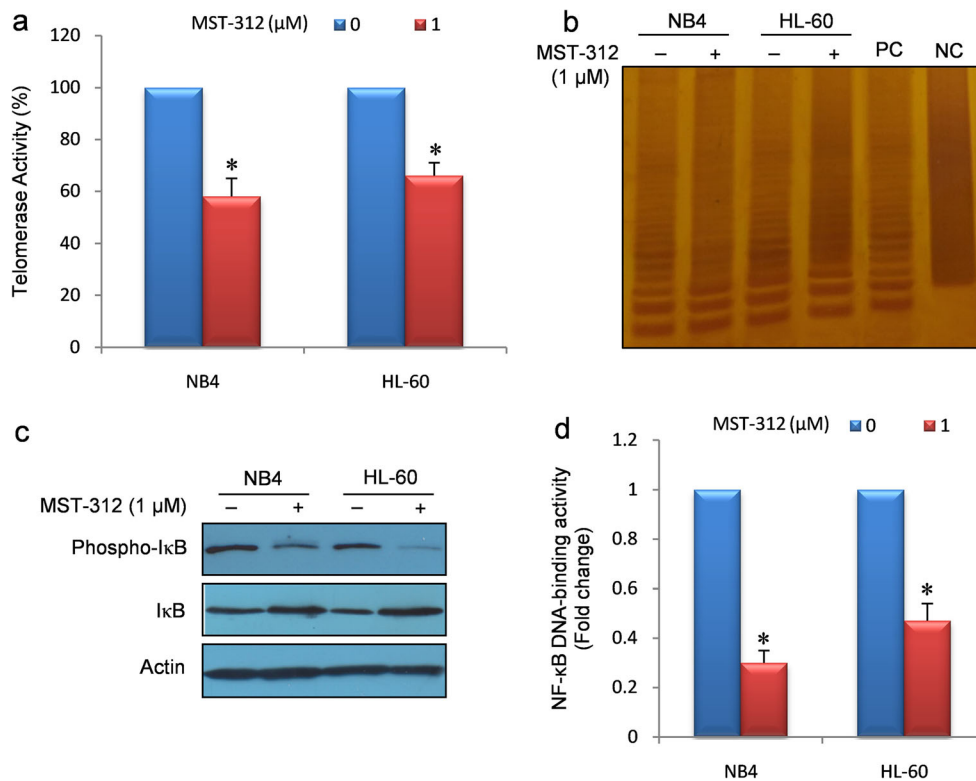 a
MST-312 (µM) 0 1
120
100
80
60
40
20
0
Telomerase Activity (%)
*
*
NB4 HL-60
b
NB4 HL-60
MST-312 – + – + PC NC
(1 µM)
c
NB4 HL-60
MST-312 (1 µM) – + – +
Phospho-IκB
IκB
Actin
d
MST-312 (µM) 0 1
1.2
1
0.8
0.6
0.4
0.2
0
NF-κB DNA-binding activity
(Fold change)
*
*
NB4 HL-60